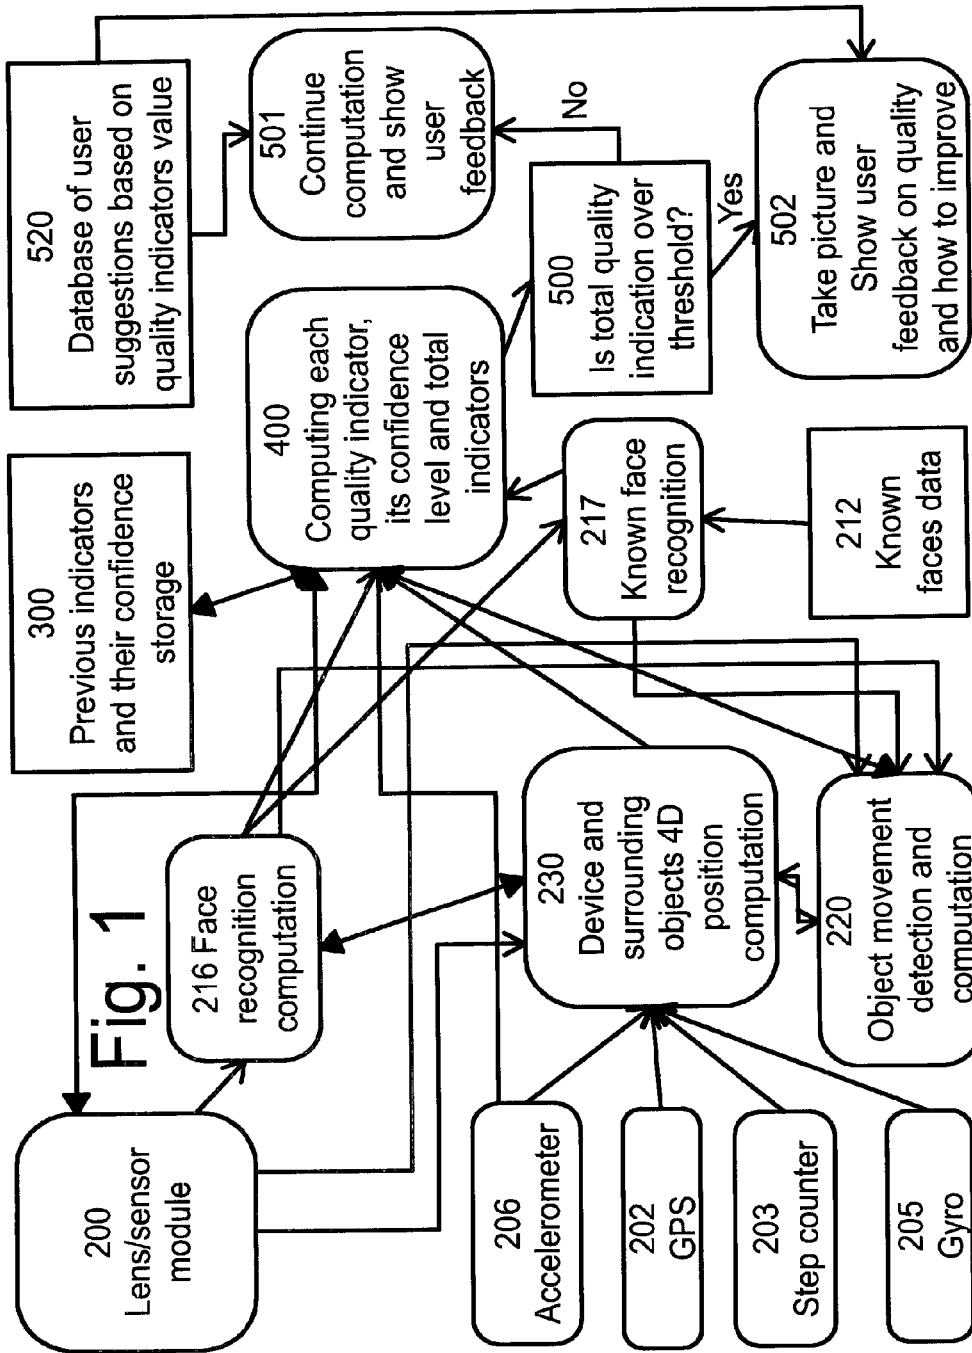 Fig. 1
200
Lens/sensor
module
206
Accelerometer
202
GPS
203
Step counter
205
Gyro
216 Face
recognition
computation
230
Device and
surrounding
objects 4D
position
computation
220
Object movement
detection and
computation
300
Previous indicators
and their confidence
storage
400
Computing each
quality indicator,
its confidence
level and total
indicators
217
Known face
recognition
212
Known
faces data
520
Database of user
suggestions based on
quality indicators value
501
Continue
computation
and show
user
feedback
No
500
Is total quality
indication over
threshold?
Yes
502
Take picture and
Show user
feedback on quality
and how to improve